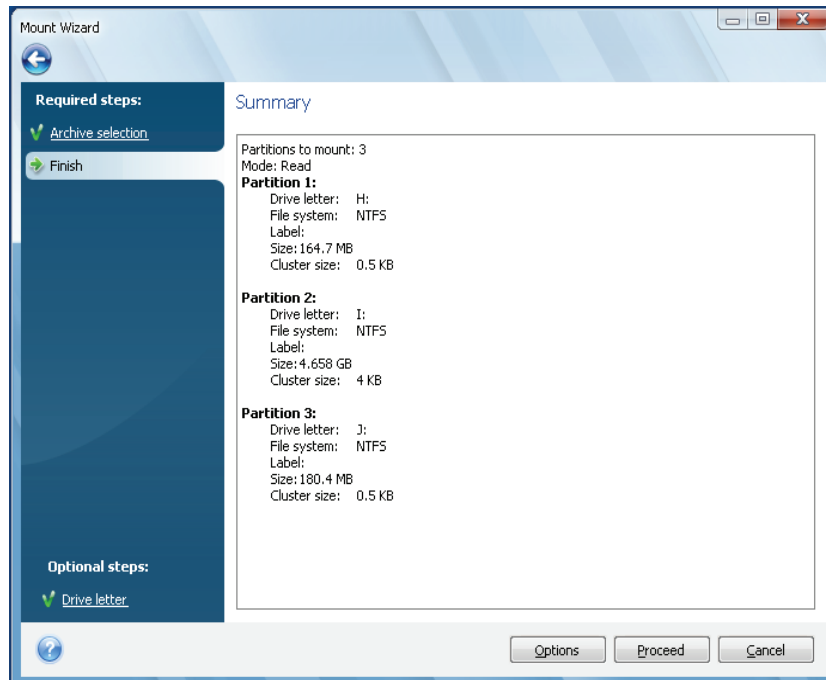 Mount Wizard
Required steps:
Archive selection
Finish
Summary
Partitions to mount: 3
Mode: Read
Partition 1:
Drive letter: H:
File system: NTFS
Label:
Size: 164.7 MB
Cluster size: 0.5 KB
Partition 2:
Drive letter: I:
File system: NTFS
Label:
Size: 4.658 GB
Cluster size: 4 KB
Partition 3:
Drive letter: J:
File system: NTFS
Label:
Size: 180.4 MB
Cluster size: 0.5 KB
Optional steps:
Drive letter
Options Proceed Cancel